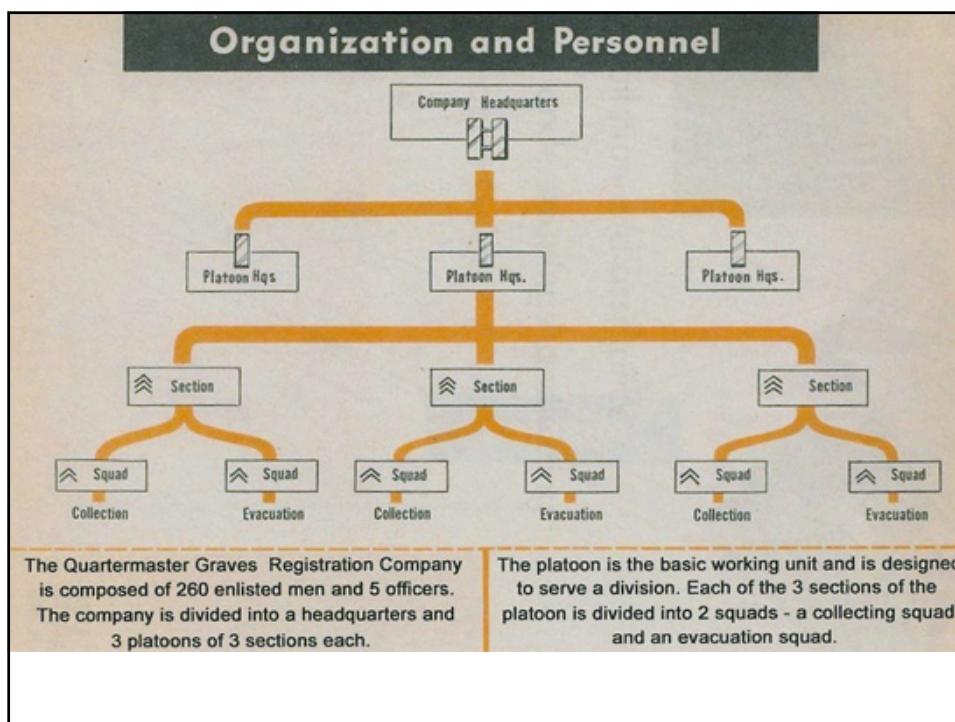 Organization and Personnel
Company Headquarters
Platoon Hqs
Platoon Hqs.
Platoon Hqs.
Section
Section
Section
Squad
Squad
Squad
Squad
Squad
Squad
Collection
Evacuation
Collection
Evacuation
Collection
Evacuation
The Quartermaster Graves Registration Company
is composed of 260 enlisted men and 5 officers.
The company is divided into a headquarters and
3 platoons of 3 sections each.
The platoon is the basic working unit and is designed
to serve a division. Each of the 3 sections of the
platoon is divided into 2 squads - a collecting squad
and an evacuation squad.